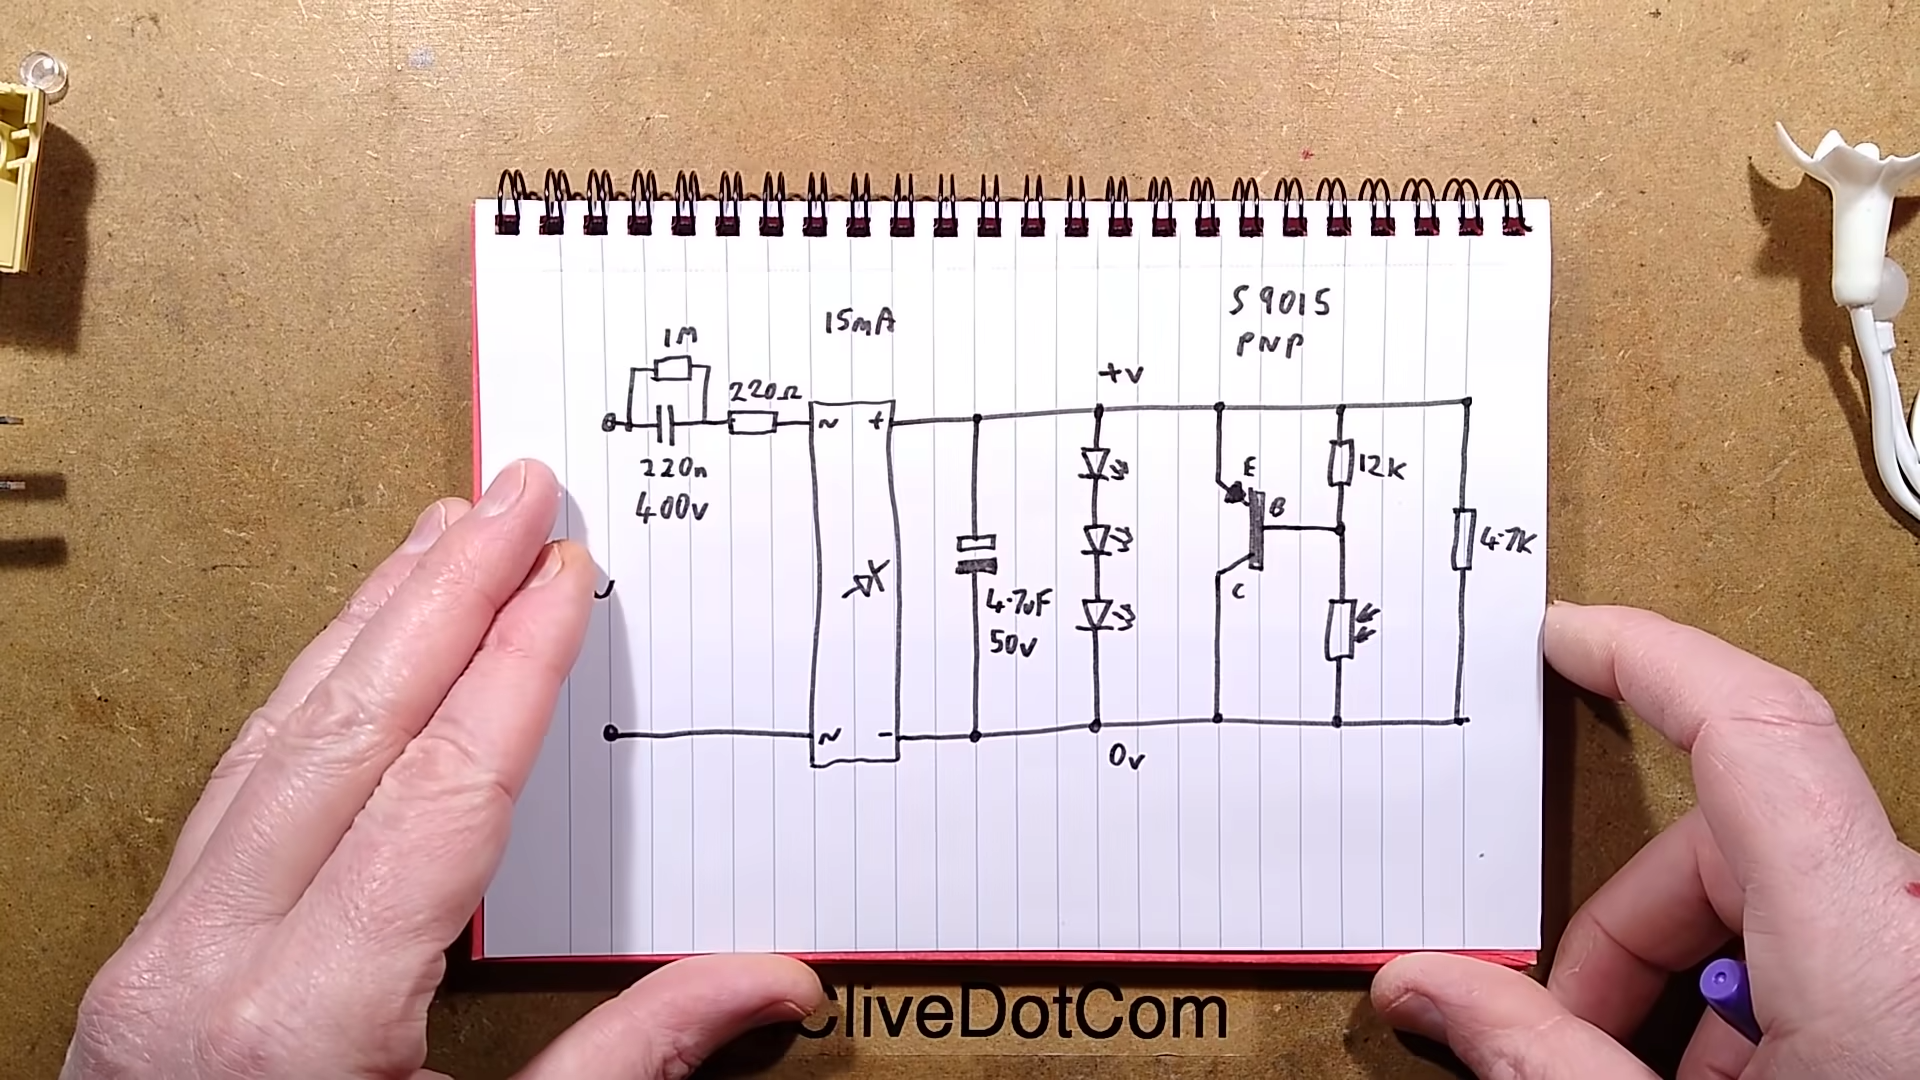 S9015
PNP
15mA
1M
220Ω
220n
400v
~
+
~
-
+v
0v
4.7uF
50v
E
B
C
12K
4.7K
CliveDotCom